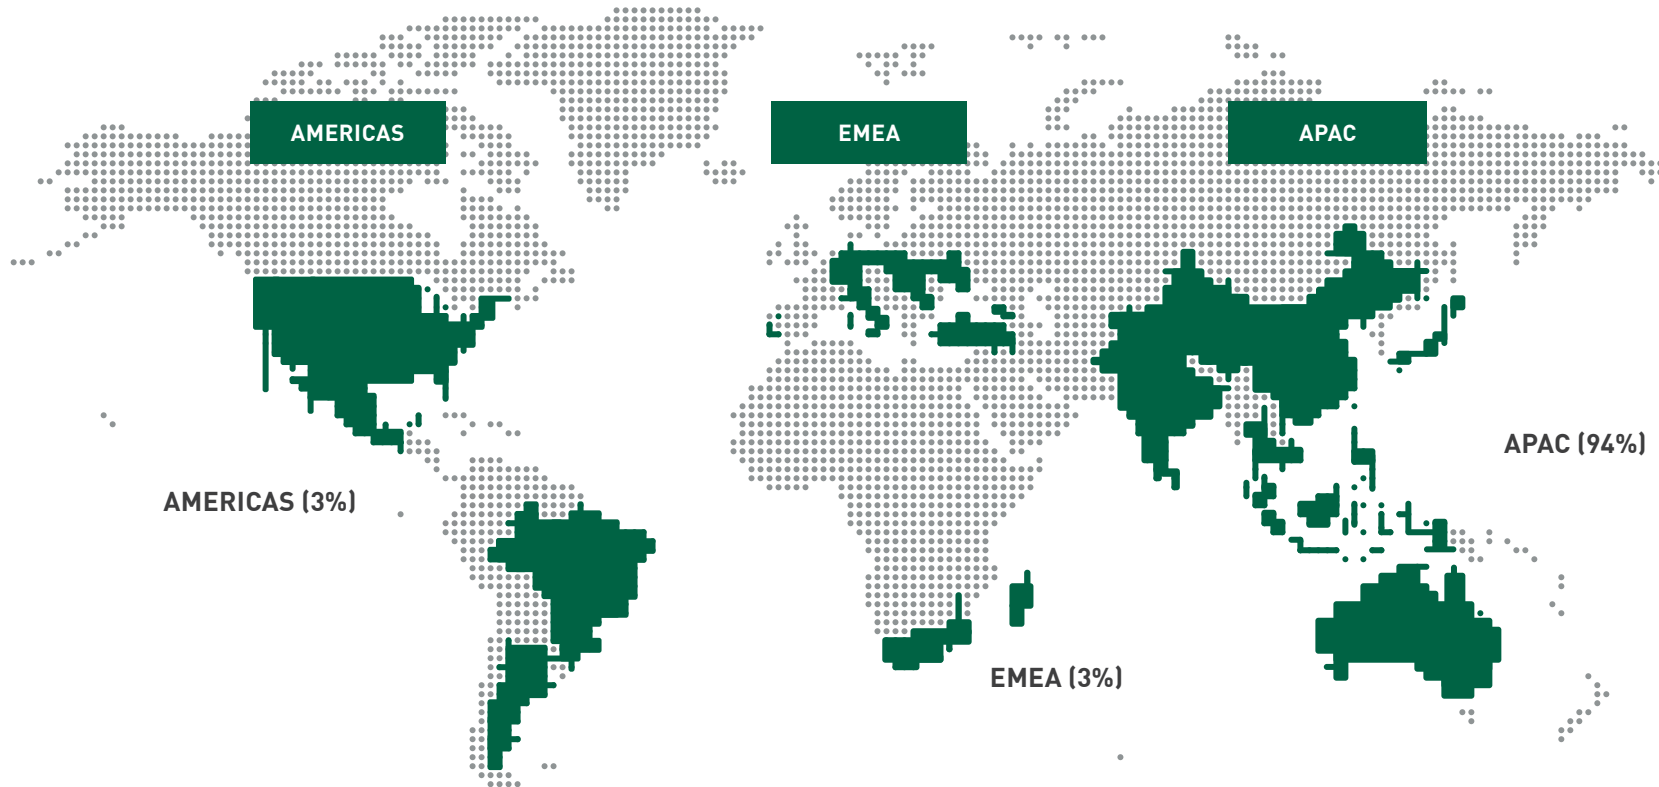 AMERICAS
EMEA
APAC
APAC (94%)
AMERICAS (3%)
EMEA (3%)